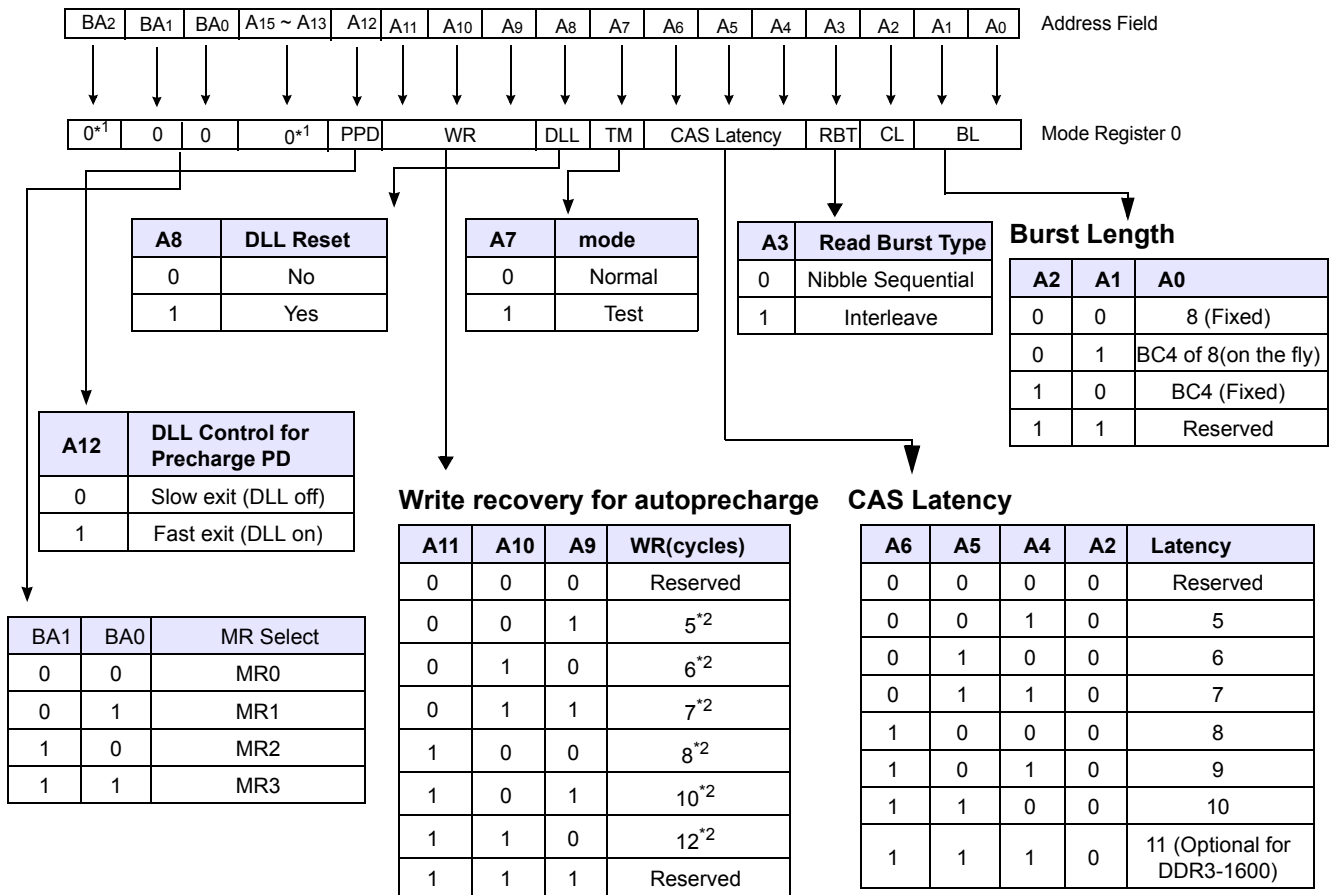 BA2 BA1 BA0 A15 ~ A13 A12 A11 A10 A9 A8 A7 A6 A5 A4 A3 A2 A1 A0 Address Field
0*1 0 0 0*1 PPD WR DLL TM CAS Latency RBT CL BL Mode Register 0
A8 DLL Reset
0 No
1 Yes
A7 mode
0 Normal
1 Test
A3 Read Burst Type
0 Nibble Sequential
1 Interleave
Burst Length
A2 A1 A0
0 0 8 (Fixed)
0 1 BC4 of 8(on the fly)
1 0 BC4 (Fixed)
1 1 Reserved
A12 DLL Control for
Precharge PD
0 Slow exit (DLL off)
1 Fast exit (DLL on)
BA1 BA0 MR Select
0 0 MR0
0 1 MR1
1 0 MR2
1 1 MR3
Write recovery for autoprecharge
A11 A10 A9 WR(cycles)
0 0 0 Reserved
0 0 1 5*2
0 1 0 6*2
0 1 1 7*2
1 0 0 8*2
1 0 1 10*2
1 1 0 12*2
1 1 1 Reserved
CAS Latency
A6 A5 A4 A2 Latency
0 0 0 0 Reserved
0 0 1 0 5
0 1 0 0 6
0 1 1 0 7
1 0 0 0 8
1 0 1 0 9
1 1 0 0 10
1 1 1 0 11 (Optional for
DDR3-1600)